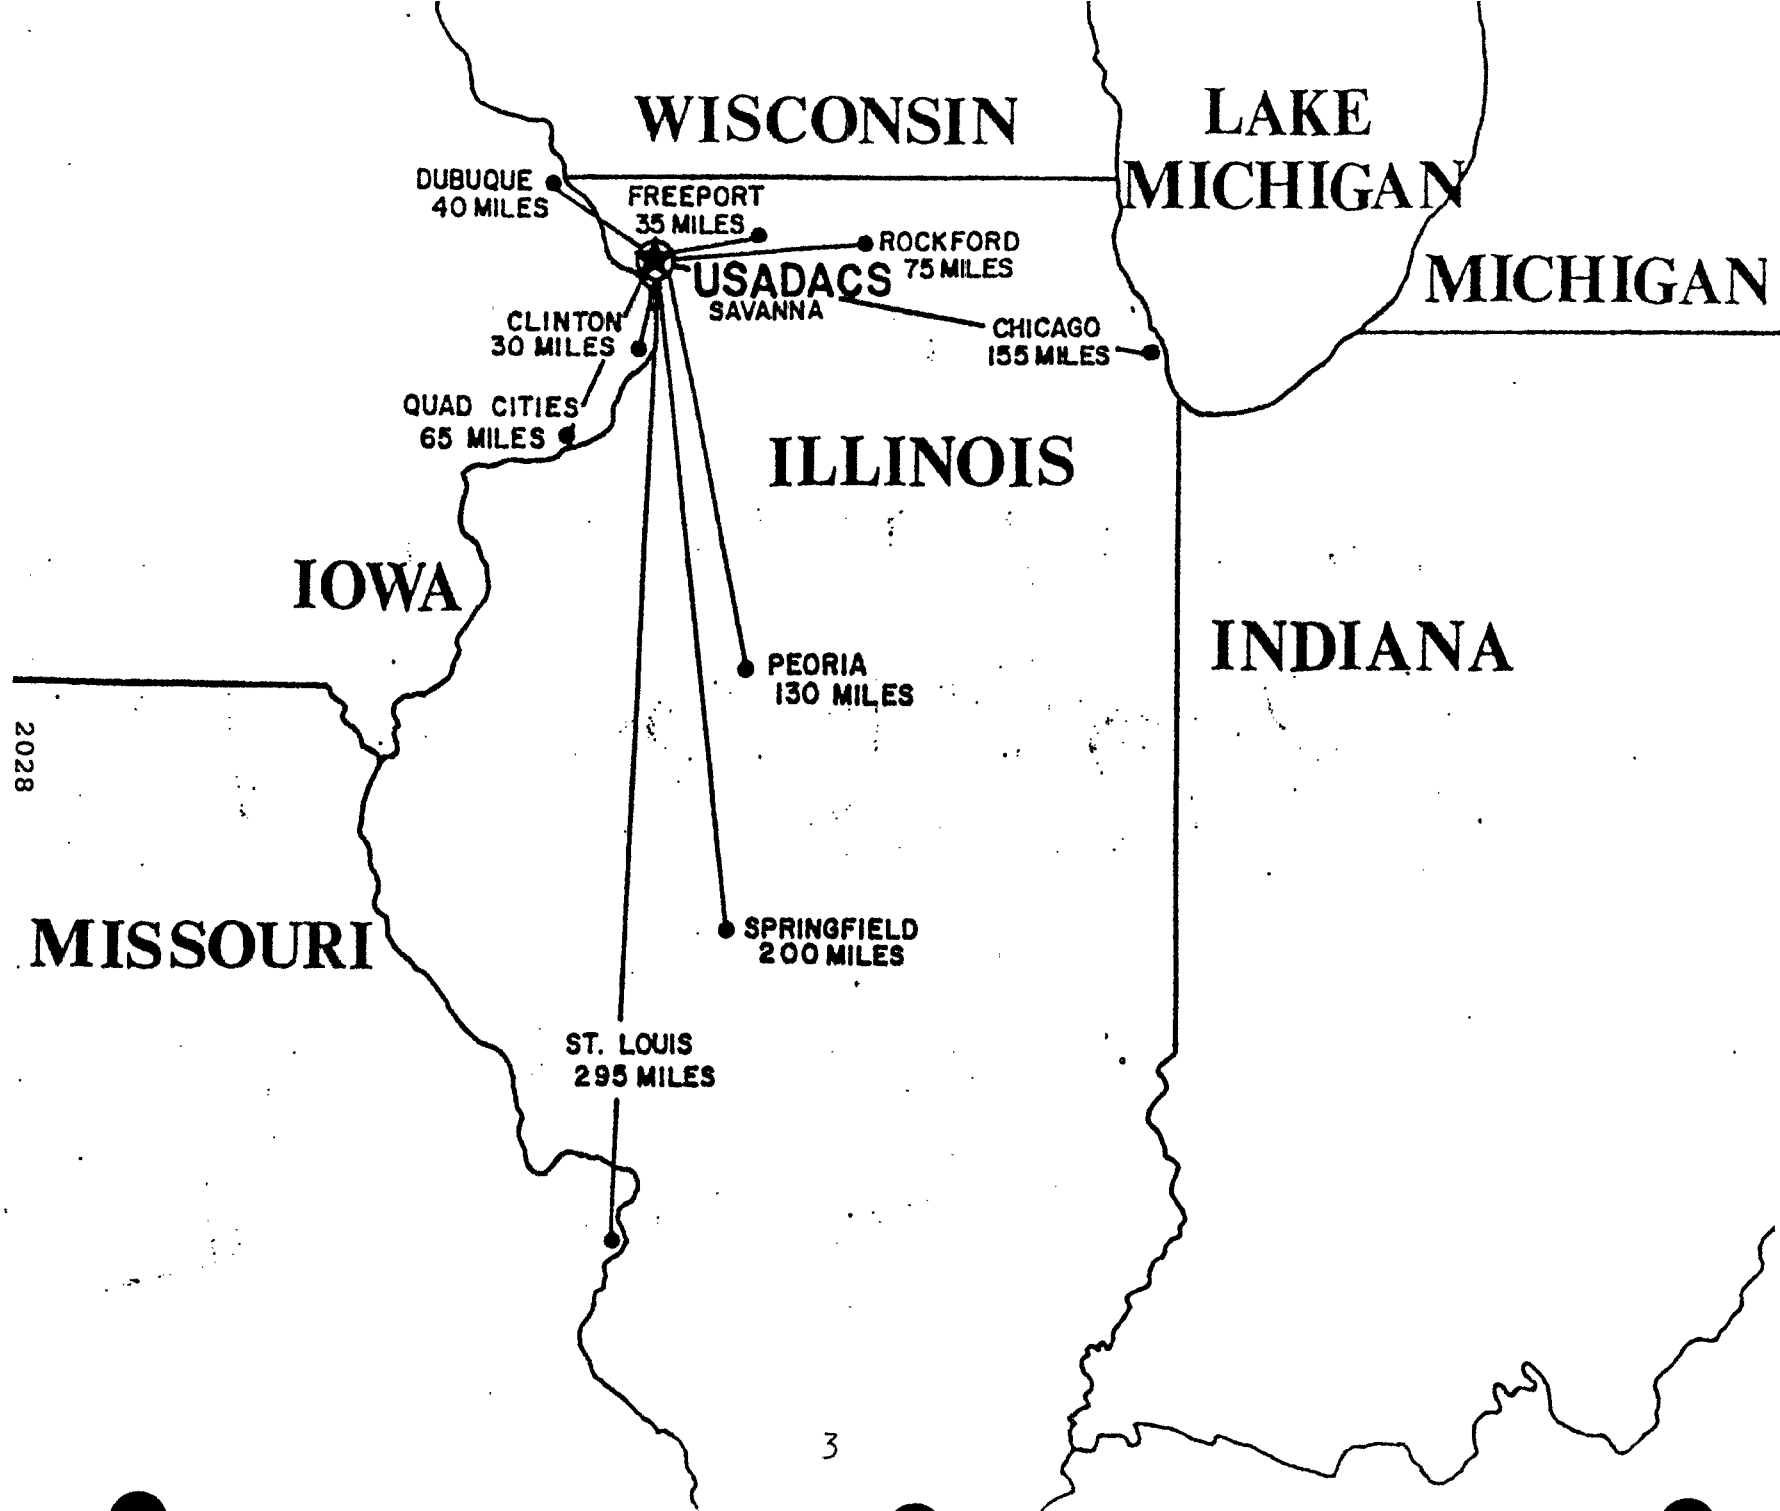 WISCONSIN
LAKE
MICHIGAN
DUBUQUE
40 MILES
FREEPORT
35 MILES
ROCKFORD
75 MILES
USADACS
SAVANNA
MICHIGAN
CLINTON
30 MILES
CHICAGO
155 MILES
QUAD CITIES
65 MILES
ILLINOIS
IOWA
INDIANA
PEORIA
130 MILES
2028
MISSOURI
SPRINGFIELD
200 MILES
ST. LOUIS
295 MILES
3